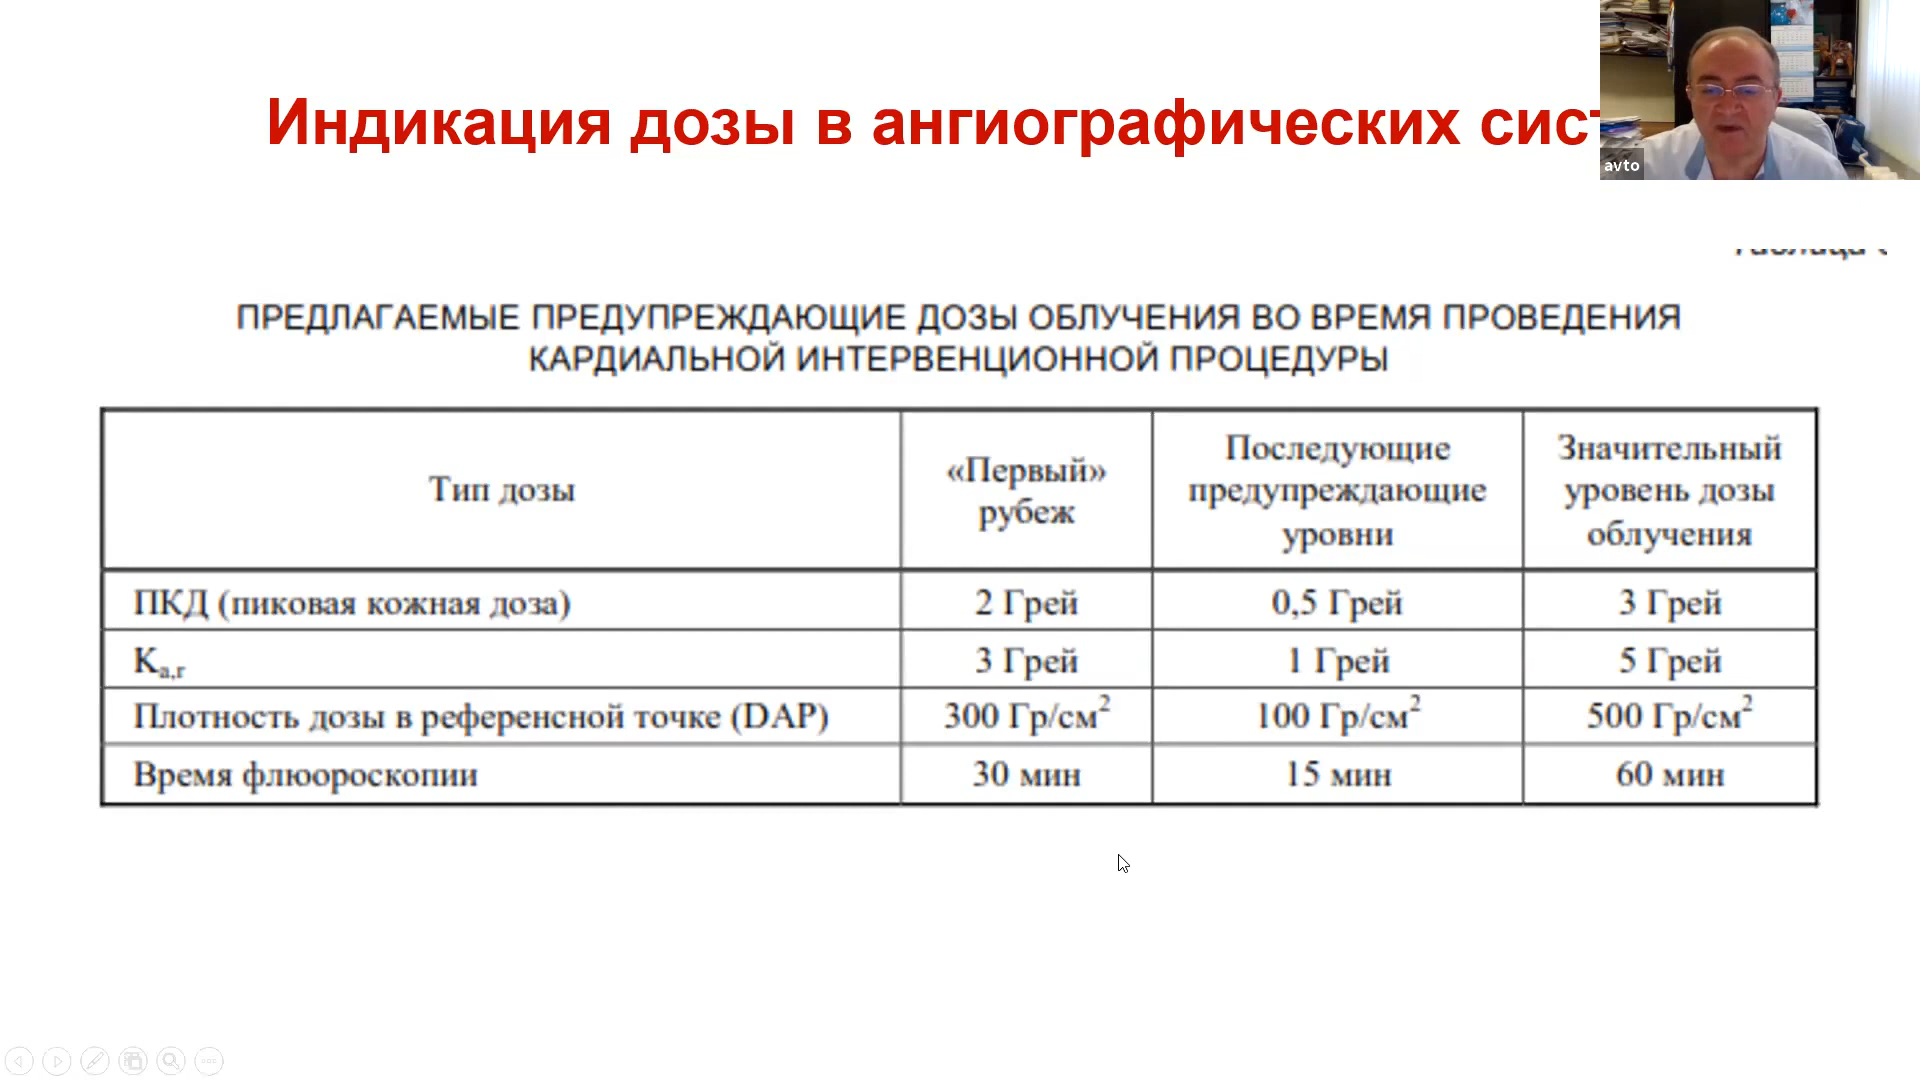 Индикация дозы в ангиографических сист
avto
ПРЕДЛАГАЕМЫЕ ПРЕДУПРЕЖДАЮЩИЕ ДОЗЫ ОБЛУЧЕНИЯ ВО ВРЕМЯ ПРОВЕДЕНИЯ
КАРДИАЛЬНОЙ ИНТЕРВЕНЦИОННОЙ ПРОЦЕДУРЫ
Тип дозы
«Первый»
рубеж
Последующие
предупреждающие
уровни
Значительный
уровень дозы
облучения
ПКД (пиковая кожная доза) 2 Грей 0,5 Грей 3 Грей
Ka,r 3 Грей 1 Грей 5 Грей
Плотность дозы в референсной точке (DAP) 300 Гр/см² 100 Гр/см² 500 Гр/см²
Время флюороскопии 30 мин 15 мин 60 мин